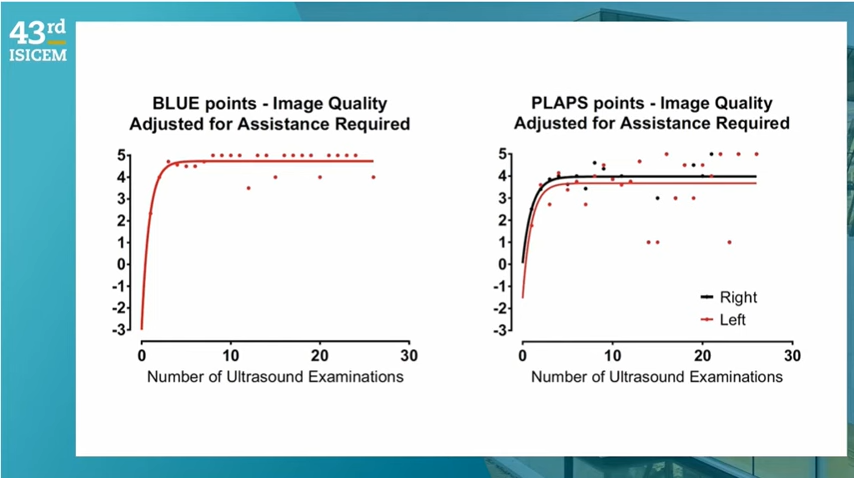 43rd
ISICEM
BLUE points - Image Quality
Adjusted for Assistance Required
5
4
3
2
1
0
-1
-2
-3
0
10
20
30
Number of Ultrasound Examinations
PLAPS points - Image Quality
Adjusted for Assistance Required
5
4
3
2
1
0
-1
-2
-3
Right
Left
0
10
20
30
Number of Ultrasound Examinations